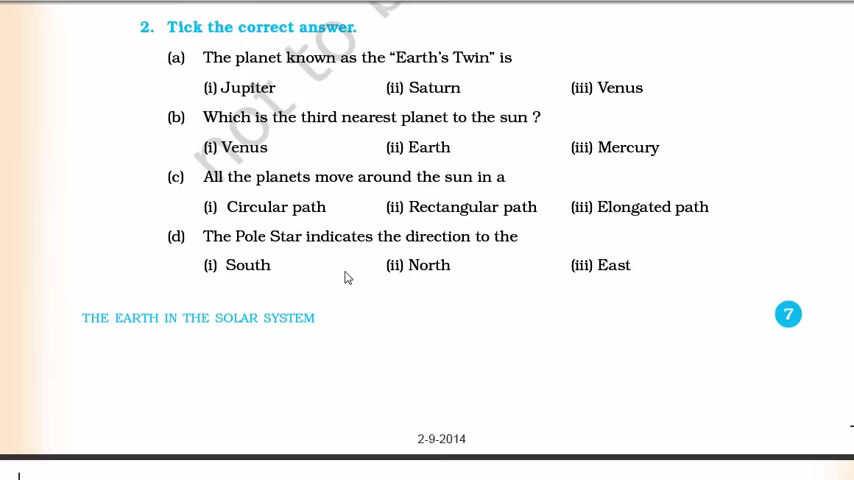 2. Tick the correct answer.
(a) The planet known as the “Earth’s Twin” is
(i) Jupiter (ii) Saturn (iii) Venus
(b) Which is the third nearest planet to the sun ?
(i) Venus (ii) Earth (iii) Mercury
(c) All the planets move around the sun in a
(i) Circular path (ii) Rectangular path (iii) Elongated path
(d) The Pole Star indicates the direction to the
(i) South (ii) North (iii) East
THE EARTH IN THE SOLAR SYSTEM 7
2-9-2014
not to b